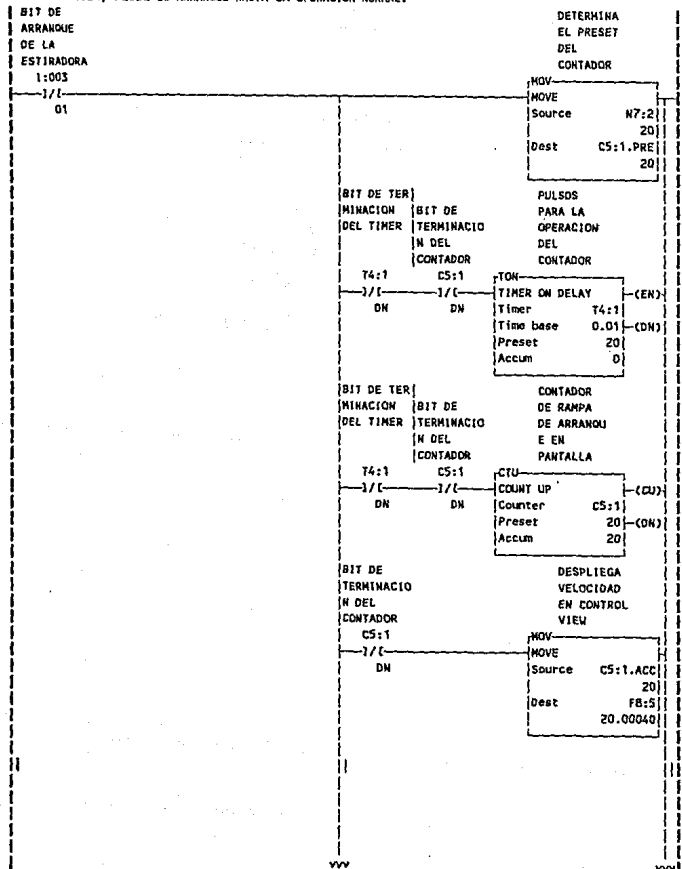 BIT DE
ARRANQUE
DE LA
ESTIRADORA
1:003
]/[
01
DETERMINA
EL PRESET
DEL
CONTADOR
MOV
MOVE
Source N7:2
20
Dest C5:1.PRE
20
BIT DE TER
MINACION BIT DE
DEL TIMER TERMINACIO
N DEL
CONTADOR
T4:1 C5:1
]/[ ]/[
DN DN
PULSOS
PARA LA
OPERACION
DEL
CONTADOR
TON
TIMER ON DELAY (EN)
Timer T4:1
Time base 0.01 (DN)
Preset 20
Accum 0
BIT DE TER
MINACION BIT DE
DEL TIMER TERMINACIO
N DEL
CONTADOR
T4:1 C5:1
]/[ ]/[
DN DN
CONTADOR
DE RAMPA
DE ARRANQU
E EN
PANTALLA
CTU
COUNT UP (CU)
Counter C5:1
Preset 20 (DN)
Accum 20
BIT DE
TERMINACIO
N DEL
CONTADOR
C5:1
]/[
DN
DESPLIEGA
VELOCIDAD
EN CONTROL
VIEW
MOV
MOVE
Source C5:1.ACC
20
Dest F8:5
20.00040